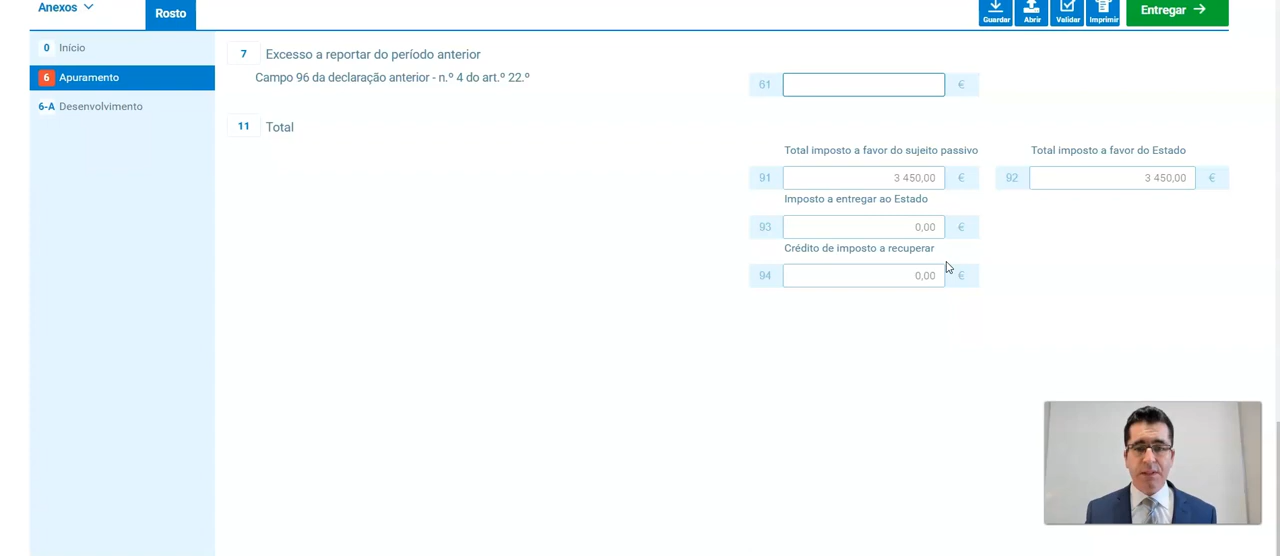 Anexos
Rosto
Guardar
Abrir
Validar
Imprimir
Entregar
0 Início
6 Apuramento
6-A Desenvolvimento
7 Excesso a reportar do período anterior
Campo 96 da declaração anterior - n.º 4 do art.º 22.º
61 €
11 Total
Total imposto a favor do sujeito passivo Total imposto a favor do Estado
91 3 450,00 € 92 3 450,00 €
Imposto a entregar ao Estado
93 0,00 €
Crédito de imposto a recuperar
94 0,00 €